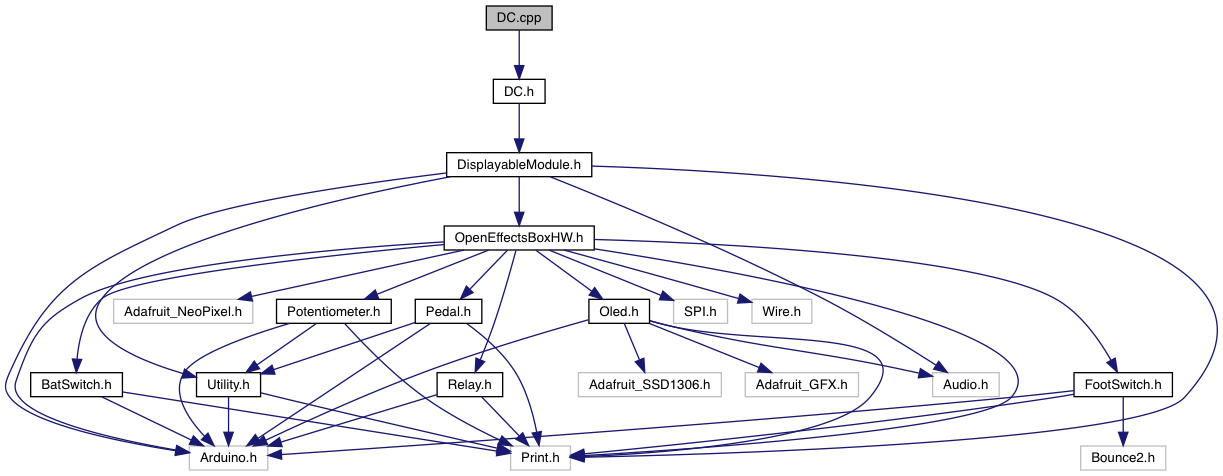 DC.cpp
DC.h
DisplayableModule.h
OpenEffectsBoxHW.h
Adafruit_NeoPixel.h
Potentiometer.h
Pedal.h
Oled.h
SPI.h
Wire.h
BatSwitch.h
Utility.h
Relay.h
Adafruit_SSD1306.h
Adafruit_GFX.h
Audio.h
FootSwitch.h
Arduino.h
Print.h
Bounce2.h